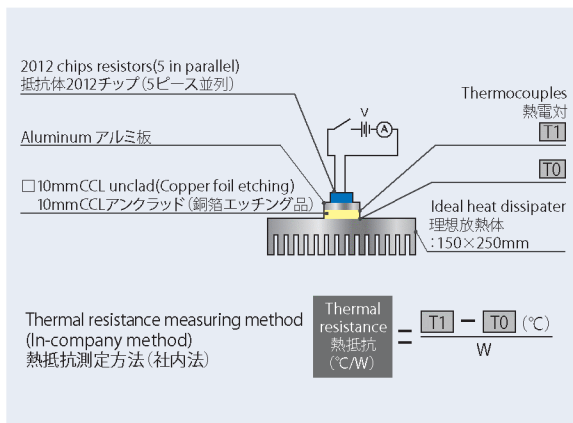 2012 chips resistors(5 in parallel)
抵抗体2012チップ(5ピース並列)
Aluminum アルミ板
□10mmCCL unclad(Copper foil etching)
10mmCCLアンクラッド(銅箔エッチング品)
V
A
Thermocouples
熱電対
T1
T0
Ideal heat dissipater
理想放熱体
:150×250mm
Thermal resistance measuring method
(In-company method)
熱抵抗測定方法(社内法)
Thermal
resistance
熱抵抗
(℃/W)
=
T1 − T0 (℃)
W